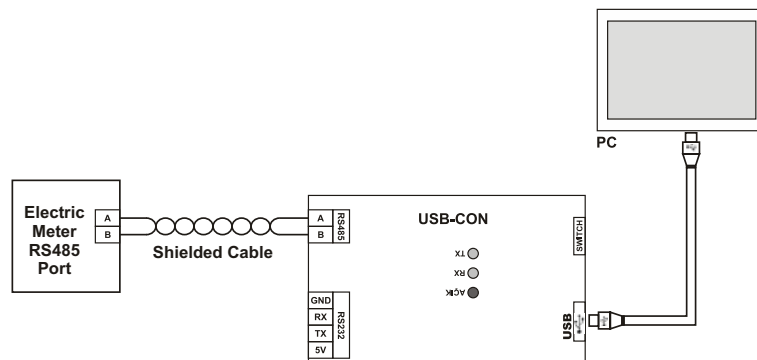 PC
Electric
Meter
RS485
Port
A
B
Shielded Cable
A
B
RS485
USB-CON
SWITCH
TX
RX
AÇIK
GND
RX
TX
5V
RS232
USB